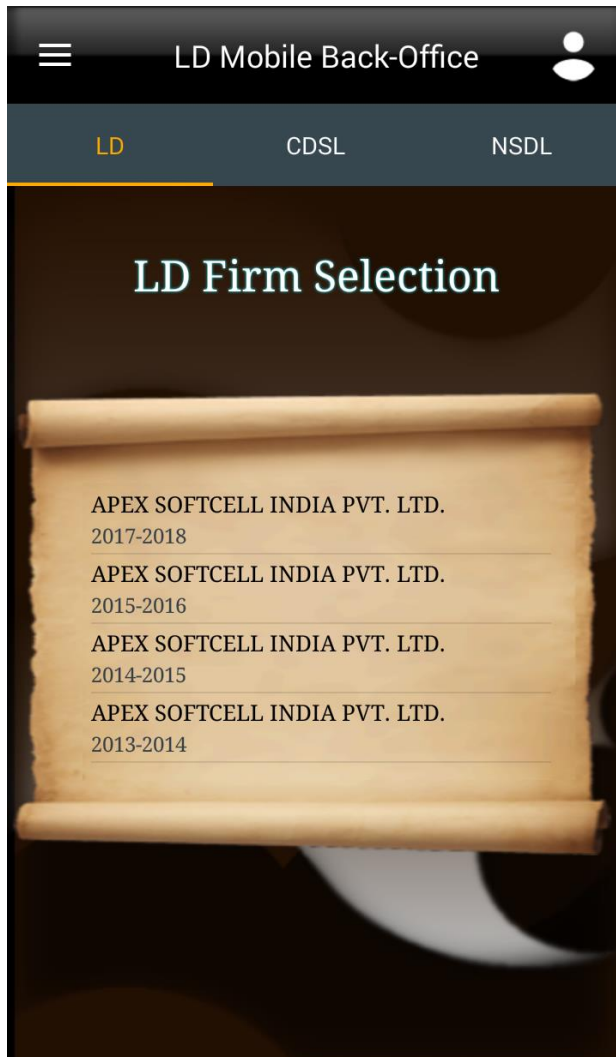 LD Mobile Back-Office
LD CDSL NSDL
LD Firm Selection
APEX SOFTCELL INDIA PVT. LTD.
2017-2018
APEX SOFTCELL INDIA PVT. LTD.
2015-2016
APEX SOFTCELL INDIA PVT. LTD.
2014-2015
APEX SOFTCELL INDIA PVT. LTD.
2013-2014